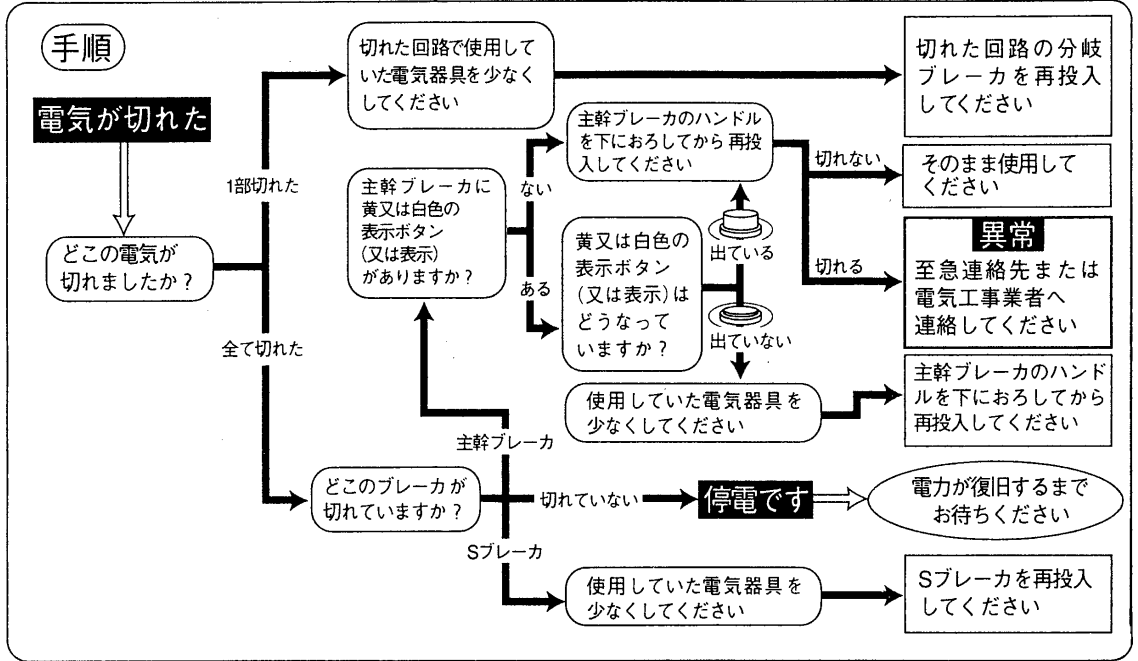 手順
電気が切れた
どこの電気が
切れましたか？
1部切れた
全て切れた
切れた回路で使用して
いた電気器具を少なく
してください
切れた回路の分岐
ブレーカを再投入
してください
主幹ブレーカに
黄又は白色の
表示ボタン
(又は表示)
がありますか？
ない
ある
主幹ブレーカのハンドル
を下におろしてから再投
入してください
切れない
そのまま使用して
ください
黄又は白色の
表示ボタン
(又は表示)は
どうなって
いますか？
出ている
出ていない
切れる
異常
至急連絡先または
電気工事業者へ
連絡してください
使用していた電気器具を
少なくしてください
主幹ブレーカのハンド
ルを下におろしてから
再投入してください
どこのブレーカが
切れていますか？
主幹ブレーカ
切れていない
Sブレーカ
停電です
電力が復旧するまで
お待ちください
使用していた電気器具を
少なくしてください
Sブレーカを再投入
してください